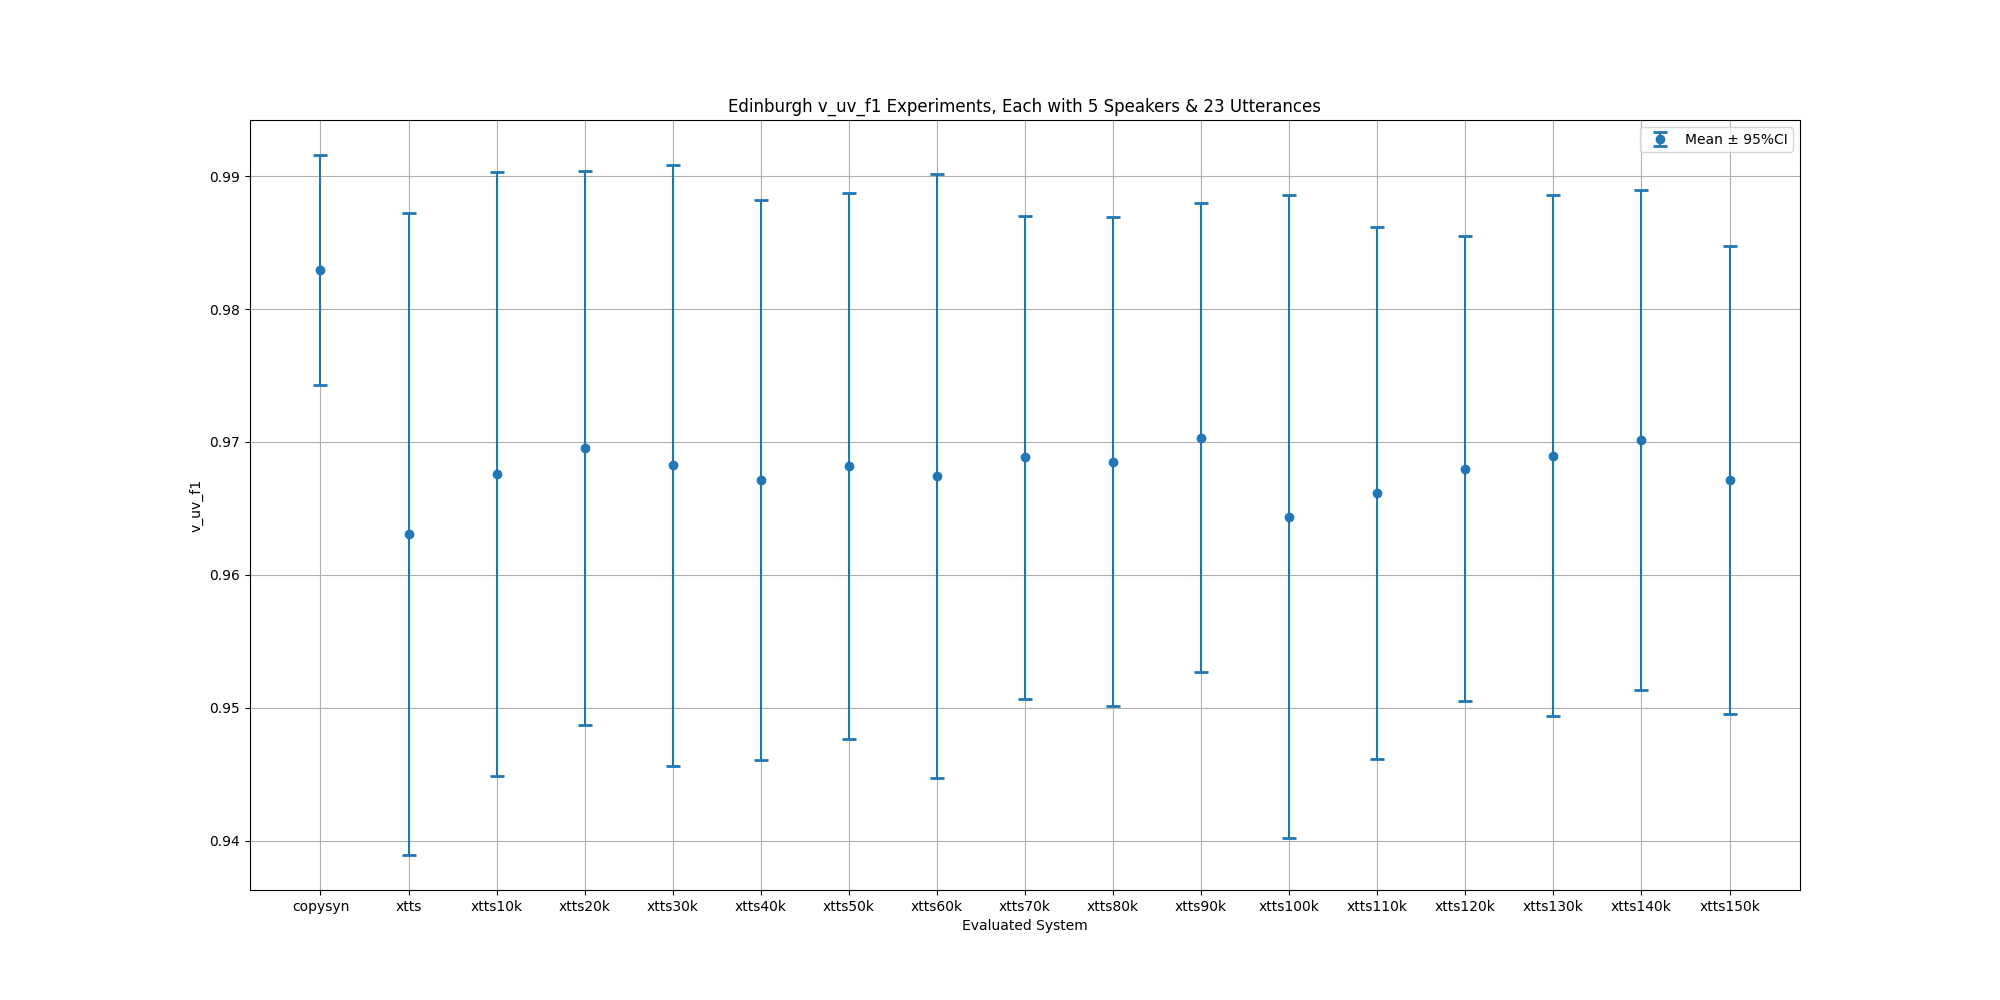 Edinburgh v_uv_f1 Experiments, Each with 5 Speakers & 23 Utterances
Mean ± 95%CI
0.99
0.98
0.97
0.96
0.95
0.94
v_uv_f1
copysyn xtts xtts10k xtts20k xtts30k xtts40k xtts50k xtts60k xtts70k xtts80k xtts90k xtts100k xtts110k xtts120k xtts130k xtts140k xtts150k
Evaluated System